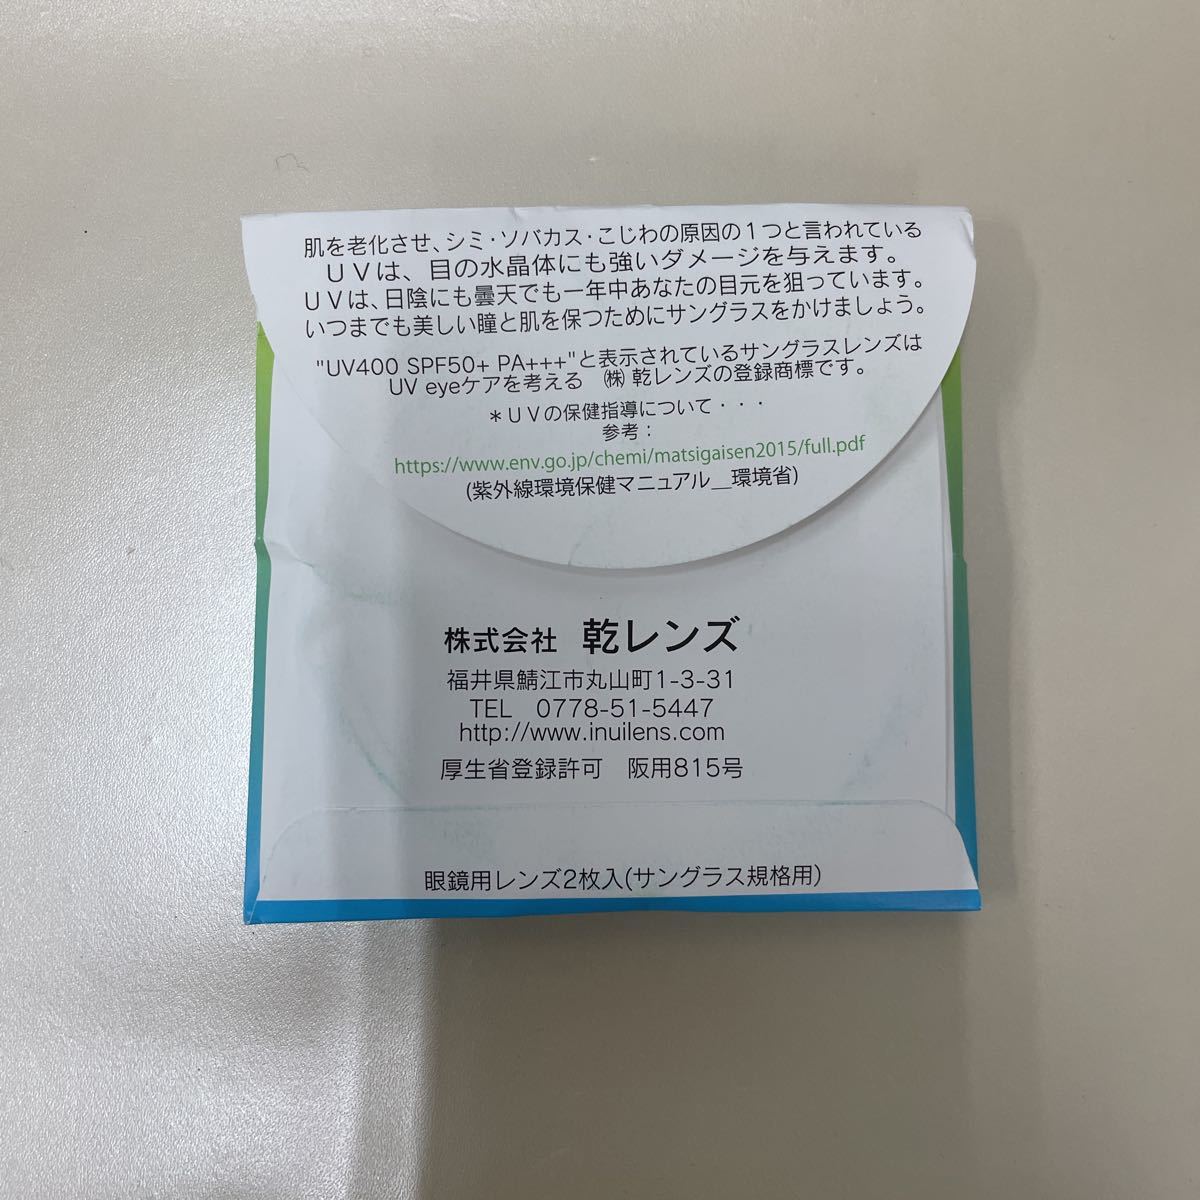 肌を老化させ、シミ・ソバカス・こじわの原因の1つと言われている
UVは、目の水晶体にも強いダメージを与えます。
UVは、日陰にも曇天でも一年中あなたの目元を狙っています。
いつまでも美しい瞳と肌を保つためにサングラスをかけましょう。
"UV400 SPF50+ PA+++"と表示されているサングラスレンズは
UV eyeケアを考える ㈱ 乾レンズの登録商標です。
＊UVの保健指導について・・・
参考：
https://www.env.go.jp/chemi/matsigaisen2015/full.pdf
(紫外線環境保健マニュアル__環境省)
株式会社 乾レンズ
福井県鯖江市丸山町1-3-31
TEL 0778-51-5447
http://www.inuilens.com
厚生省登録許可 阪用815号
眼鏡用レンズ2枚入(サングラス規格用)